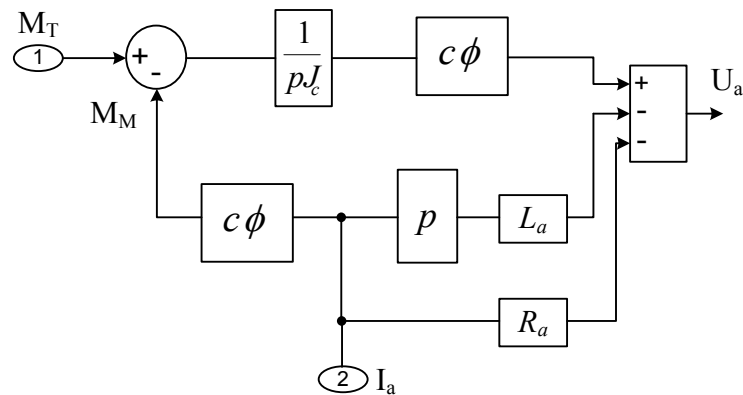 M_T
1
+
-
1
pJ_c
cϕ
+
-
-
U_a
M_M
cϕ
p
L_a
R_a
2
I_a